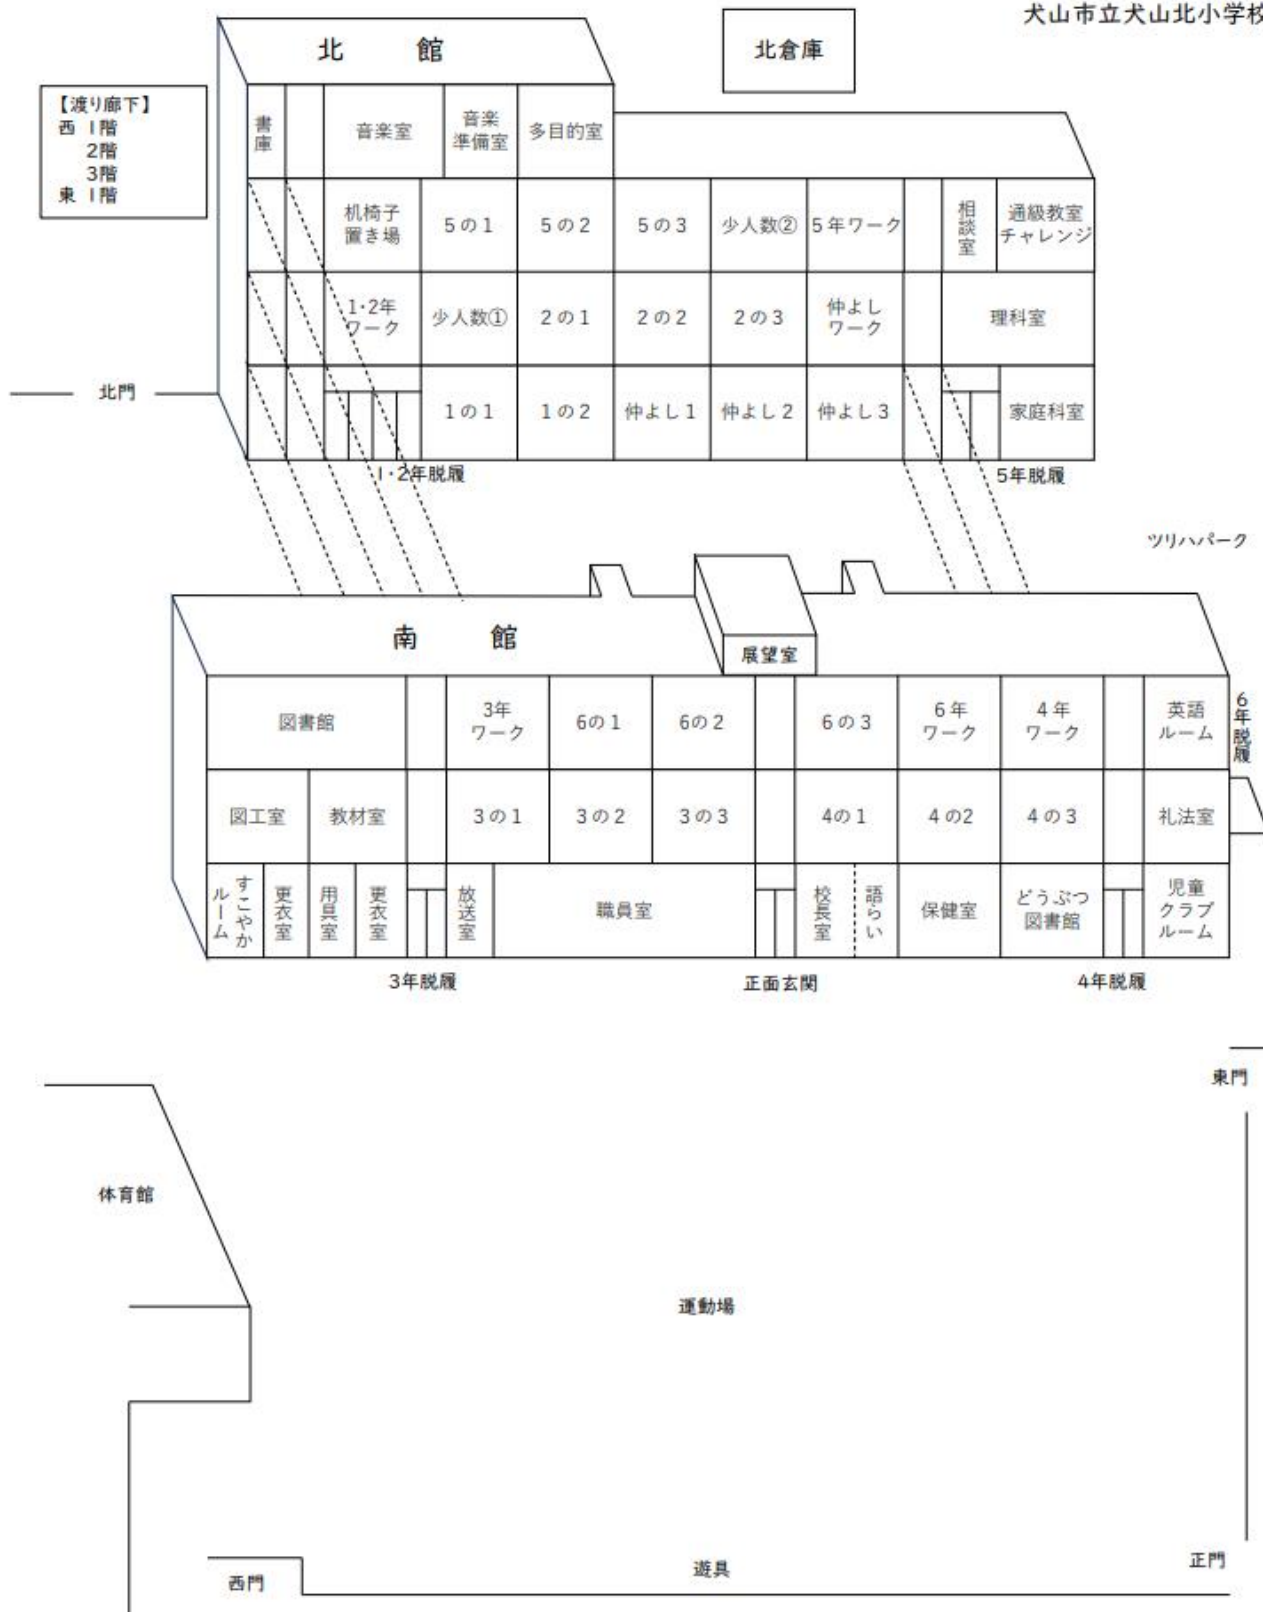 犬山市立犬山北小学校
北 館
北倉庫
【渡り廊下】
西 1階
2階
3階
東 1階
書庫
音楽室
音楽
準備室
多目的室
机椅子
置き場
5の1
5の2
5の3
少人数②
5年ワーク
相談室
通級教室
チャレンジ
1・2年
ワーク
少人数①
2の1
2の2
2の3
仲よし
ワーク
理科室
北門
1の1
1の2
仲よし1
仲よし2
仲よし3
家庭科室
1・2年脱履
5年脱履
ツリハパーク
南 館
展望室
図書館
3年
ワーク
6の1
6の2
6の3
6年
ワーク
4年
ワーク
英語
ルーム
6年脱履
図工室
教材室
3の1
3の2
3の3
4の1
4の2
4の3
礼法室
すこやか
ルーム
更衣室
用具室
更衣室
放送室
職員室
校長室
語らい
保健室
どうぶつ
図書館
児童
クラブ
ルーム
3年脱履
正面玄関
4年脱履
東門
体育館
運動場
正門
遊具
西門